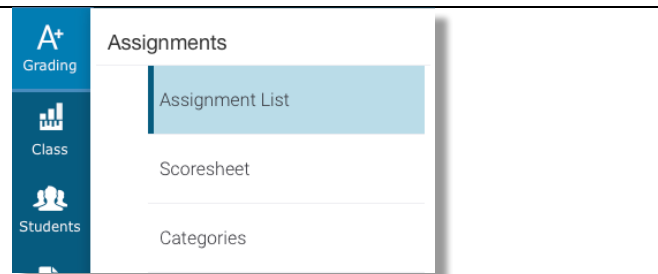 A+
Grading
Class
Students
Assignments
Assignment List
Scoresheet
Categories